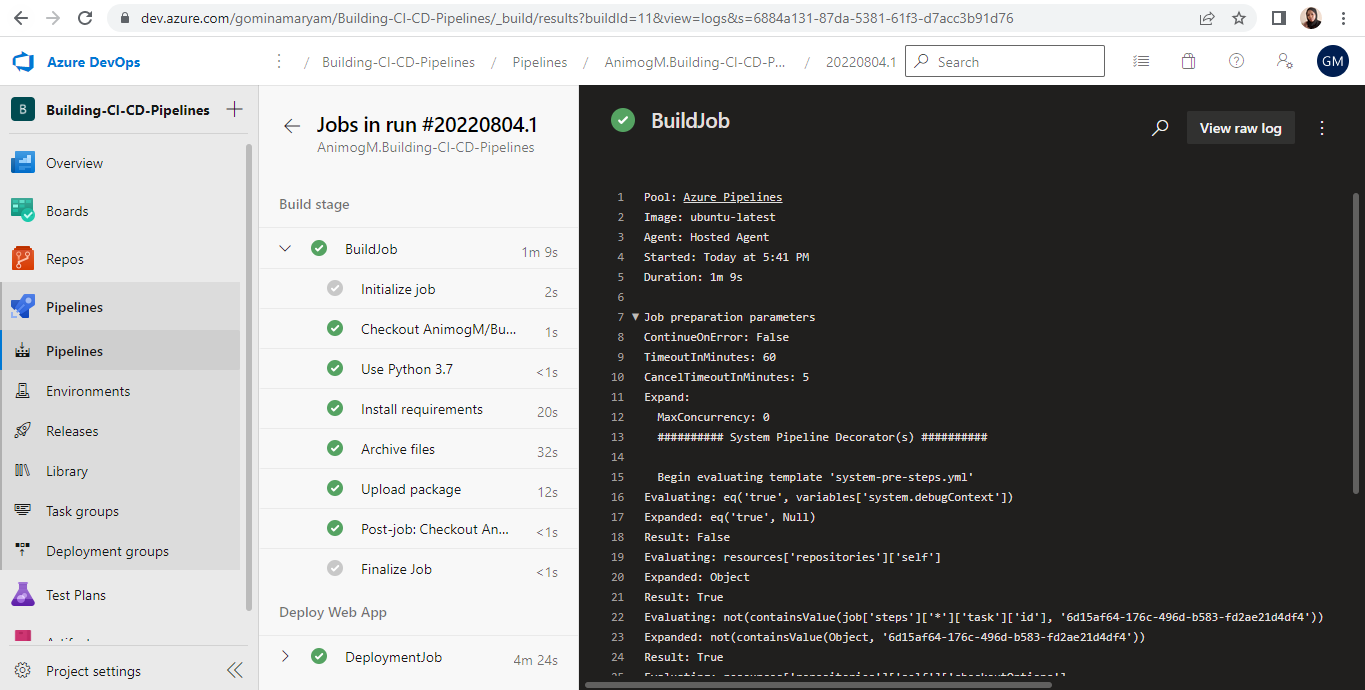 dev.azure.com/gominamaryam/Building-CI-CD-Pipelines/_build/results?buildId=11&view=logs&s=6884a131-87da-5381-61f3-d7acc3b91d76
Azure DevOps
/ Building-CI-CD-Pipelines / Pipelines / AnimogM.Building-CI-CD-P... / 20220804.1
Search
GM
B Building-CI-CD-Pipelines
Overview
Boards
Repos
Pipelines
Pipelines
Environments
Releases
Library
Task groups
Deployment groups
Test Plans
Project settings
Jobs in run #20220804.1
AnimogM.Building-CI-CD-Pipelines
Build stage
BuildJob 1m 9s
Initialize job 2s
Checkout AnimogM/Bu... 1s
Use Python 3.7 <1s
Install requirements 20s
Archive files 32s
Upload package 12s
Post-job: Checkout An... <1s
Finalize Job <1s
Deploy Web App
DeploymentJob 4m 24s
BuildJob
View raw log
1 Pool: Azure Pipelines
2 Image: ubuntu-latest
3 Agent: Hosted Agent
4 Started: Today at 5:41 PM
5 Duration: 1m 9s
6
7 Job preparation parameters
8 ContinueOnError: False
9 TimeoutInMinutes: 60
10 CancelTimeoutInMinutes: 5
11 Expand:
12 MaxConcurrency: 0
13 ########## System Pipeline Decorator(s) ##########
14
15 Begin evaluating template 'system-pre-steps.yml'
16 Evaluating: eq('true', variables['system.debugContext'])
17 Expanded: eq('true', Null)
18 Result: False
19 Evaluating: resources['repositories']['self']
20 Expanded: Object
21 Result: True
22 Evaluating: not(containsValue(job['steps']['*']['task']['id'], '6d15af64-176c-496d-b583-fd2ae21d4df4'))
23 Expanded: not(containsValue(Object, '6d15af64-176c-496d-b583-fd2ae21d4df4'))
24 Result: True